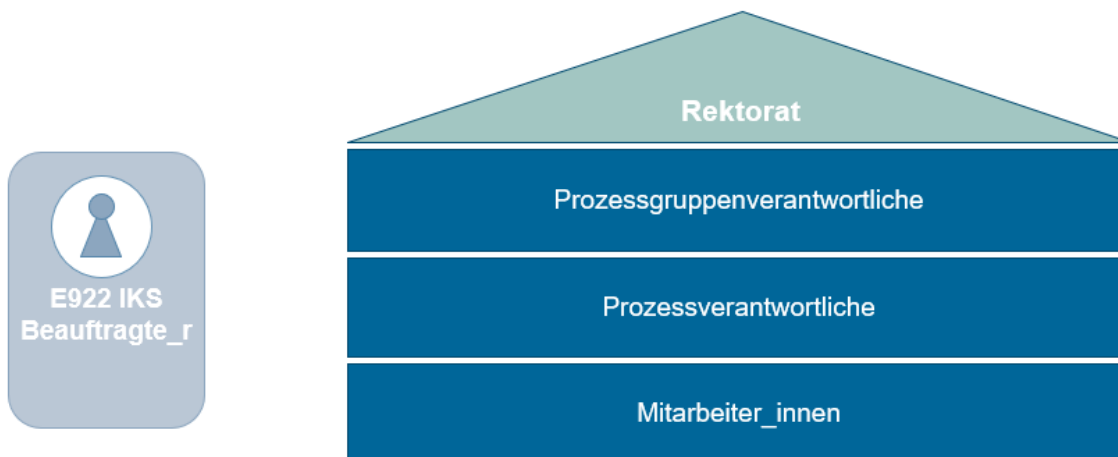 Rektorat
Prozessgruppenverantwortliche
E922 IKS
Beauftragte_r
Prozessverantwortliche
Mitarbeiter_innen